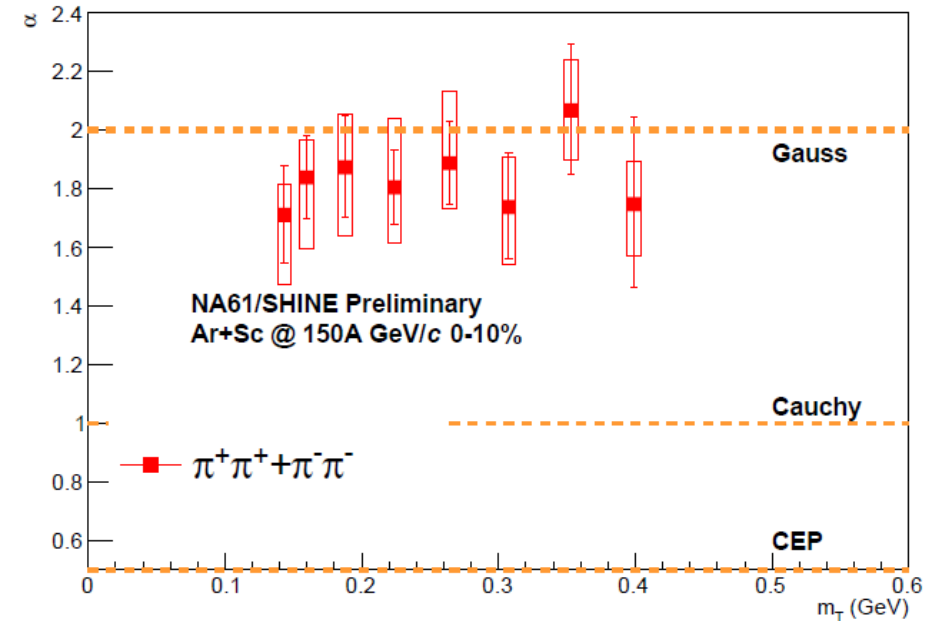 α
2.4
2.2
2
Gauss
1.8
1.6
1.4
NA61/SHINE Preliminary
Ar+Sc @ 150A GeV/c 0-10%
1.2
Cauchy
1
π⁺π⁺+π⁻π⁻
0.8
CEP
0.6
0 0.1 0.2 0.3 0.4 0.5 0.6
m_T (GeV)